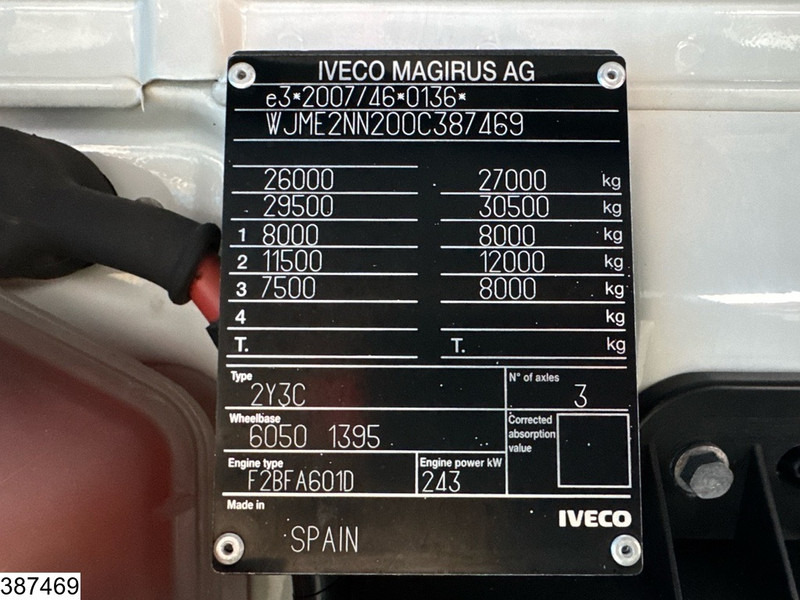 IVECO MAGIRUS AG
e3*2007/46*0136*
WJME2NN200C387469
26000 27000 kg
29500 30500 kg
1 8000 8000 kg
2 11500 12000 kg
3 7500 8000 kg
4 kg
T. T. kg
Type
2Y3C
N° of axles
3
Wheelbase
6050 1395
Corrected
absorption
value
Engine type
F2BFA601D
Engine power kW
243
Made in
SPAIN
IVECO
387469